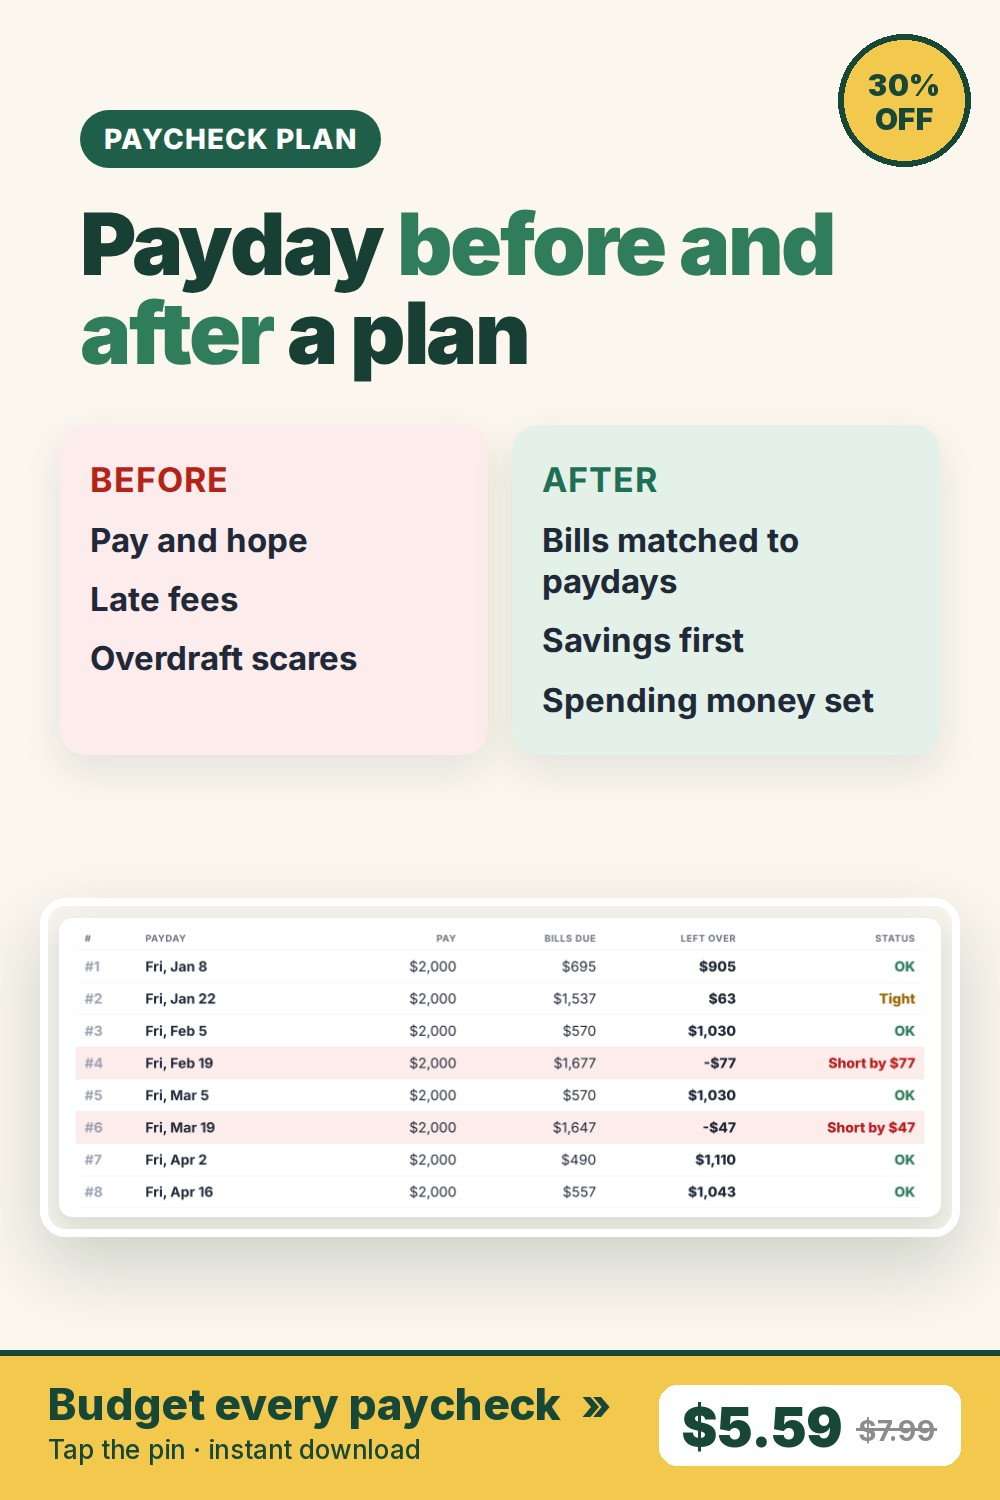 30%
OFF
PAYCHECK PLAN
Payday before and
after a plan
BEFORE
Pay and hope
Late fees
Overdraft scares
AFTER
Bills matched to
paydays
Savings first
Spending money set
# PAYDAY PAY BILLS DUE LEFT OVER STATUS
#1 Fri, Jan 8 $2,000 $695 $905 OK
#2 Fri, Jan 22 $2,000 $1,537 $63 Tight
#3 Fri, Feb 5 $2,000 $570 $1,030 OK
#4 Fri, Feb 19 $2,000 $1,677 -$77 Short by $77
#5 Fri, Mar 5 $2,000 $570 $1,030 OK
#6 Fri, Mar 19 $2,000 $1,647 -$47 Short by $47
#7 Fri, Apr 2 $2,000 $490 $1,110 OK
#8 Fri, Apr 16 $2,000 $557 $1,043 OK
Budget every paycheck »
Tap the pin · instant download
$5.59 $7.99